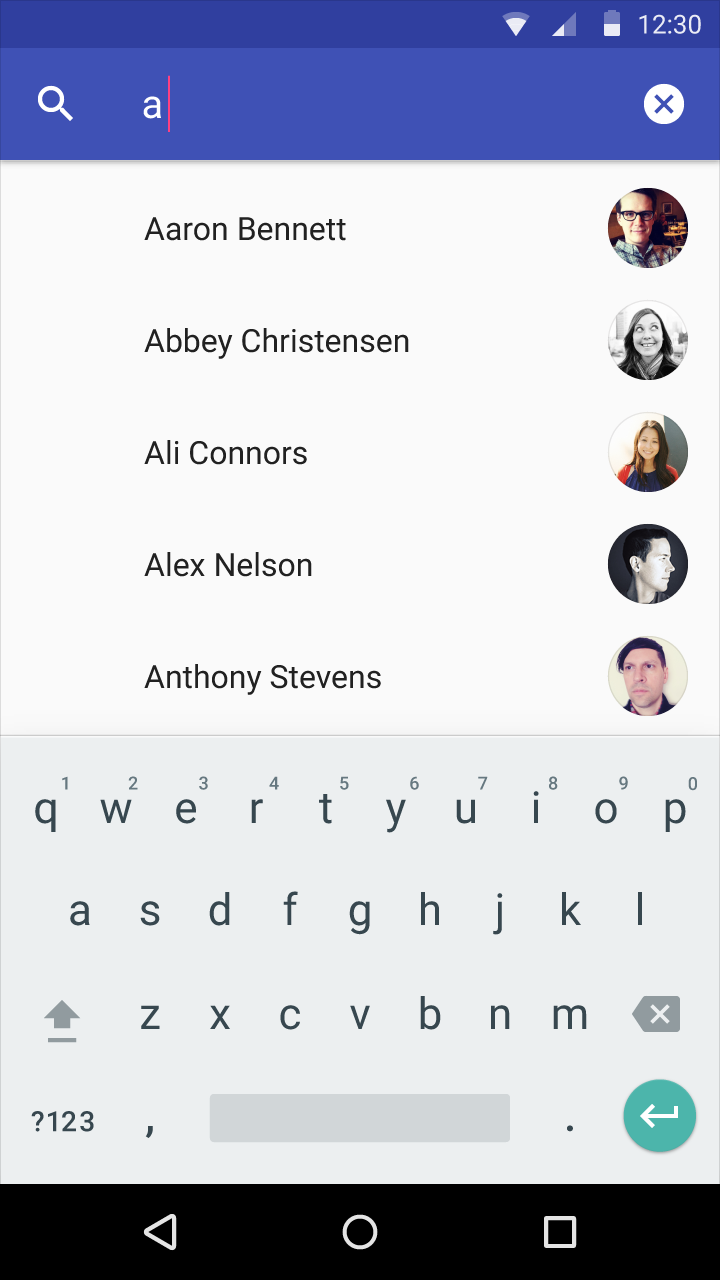 12:30
a
Aaron Bennett
Abbey Christensen
Ali Connors
Alex Nelson
Anthony Stevens
1 2 3 4 5 6 7 8 9 0
q w e r t y u i o p
a s d f g h j k l
z x c v b n m
?123 , .